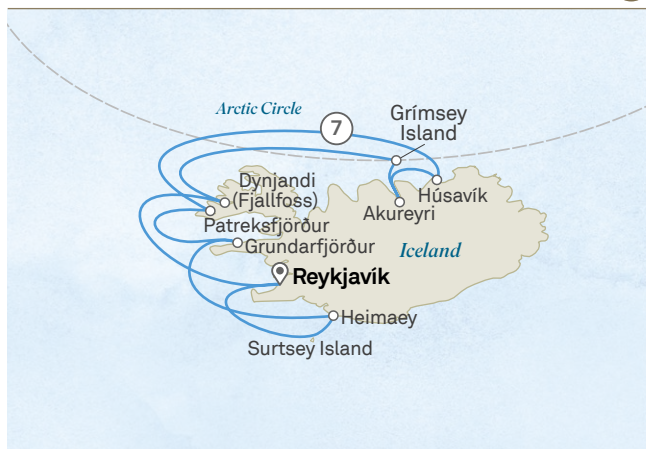 Arctic Circle
7
Grímsey
Island
Dynjandi
(Fjallfoss)
Húsavík
Akureyri
Patreksfjörður
Grundarfjörður
Iceland
Reykjavík
Heimaey
Surtsey Island